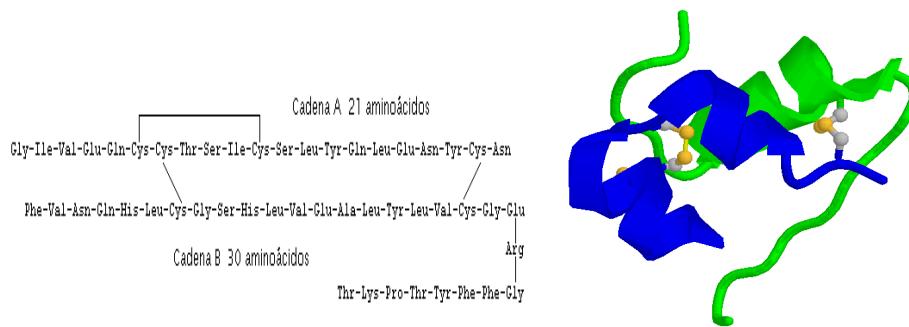 Cadena A 21 aminoácidos
Gly-Ile-Val-Glu-Gln-Cys-Cys-Thr-Ser-Ile-Cys-Ser-Leu-Tyr-Gln-Leu-Glu-Asn-Tyr-Cys-Asn
Phe-Val-Asn-Gln-His-Leu-Cys-Gly-Ser-His-Leu-Val-Glu-Ala-Leu-Tyr-Leu-Val-Cys-Gly-Glu
Arg
Cadena B 30 aminoácidos
Thr-Lys-Pro-Thr-Tyr-Phe-Phe-Gly